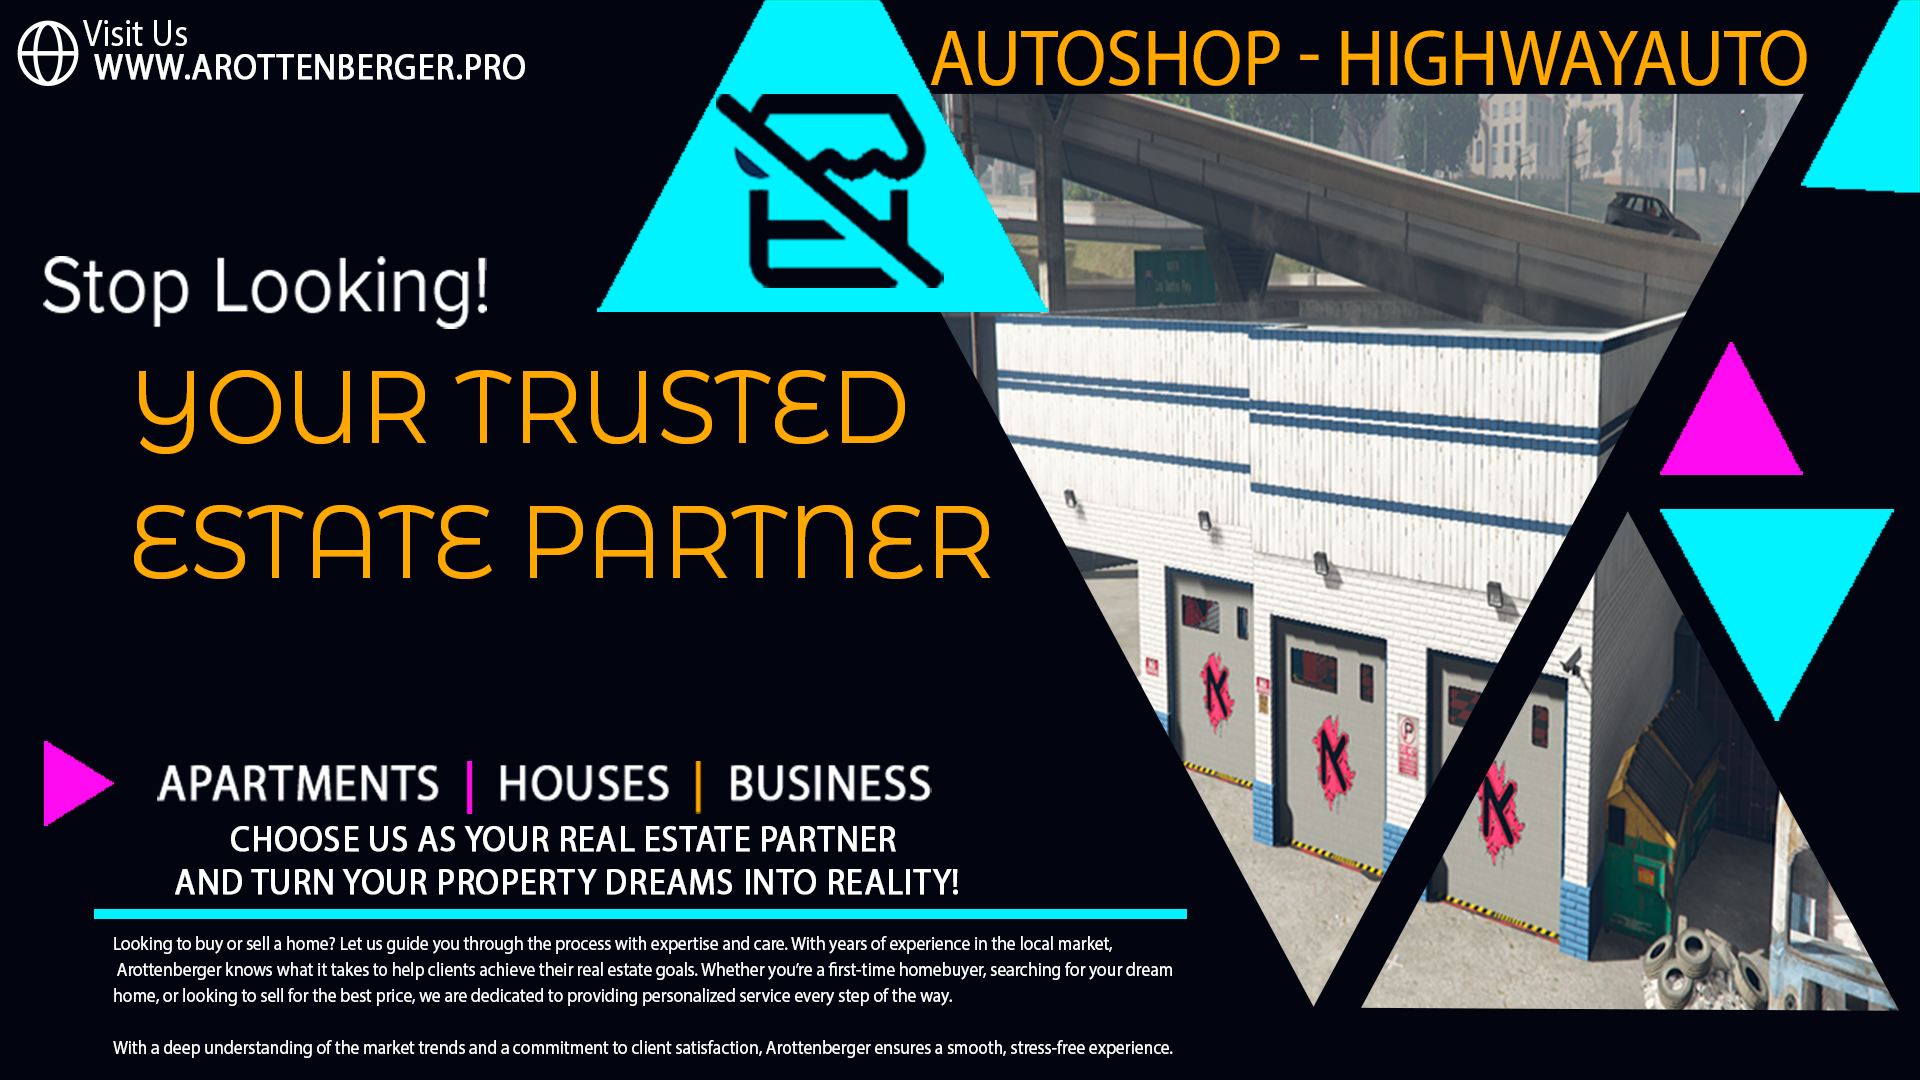 Visit Us
WWW.AROTTENBERGER.PRO
AUTOSHOP - HIGHWAYAUTO
Stop Looking!
YOUR TRUSTED
ESTATE PARTNER
APARTMENTS | HOUSES | BUSINESS
CHOOSE US AS YOUR REAL ESTATE PARTNER
AND TURN YOUR PROPERTY DREAMS INTO REALITY!
Looking to buy or sell a home? Let us guide you through the process with expertise and care. With years of experience in the local market,
Arottenberger knows what it takes to help clients achieve their real estate goals. Whether you're a first-time homebuyer, searching for your dream
home, or looking to sell for the best price, we are dedicated to providing personalized service every step of the way.
With a deep understanding of the market trends and a commitment to client satisfaction, Arottenberger ensures a smooth, stress-free experience.